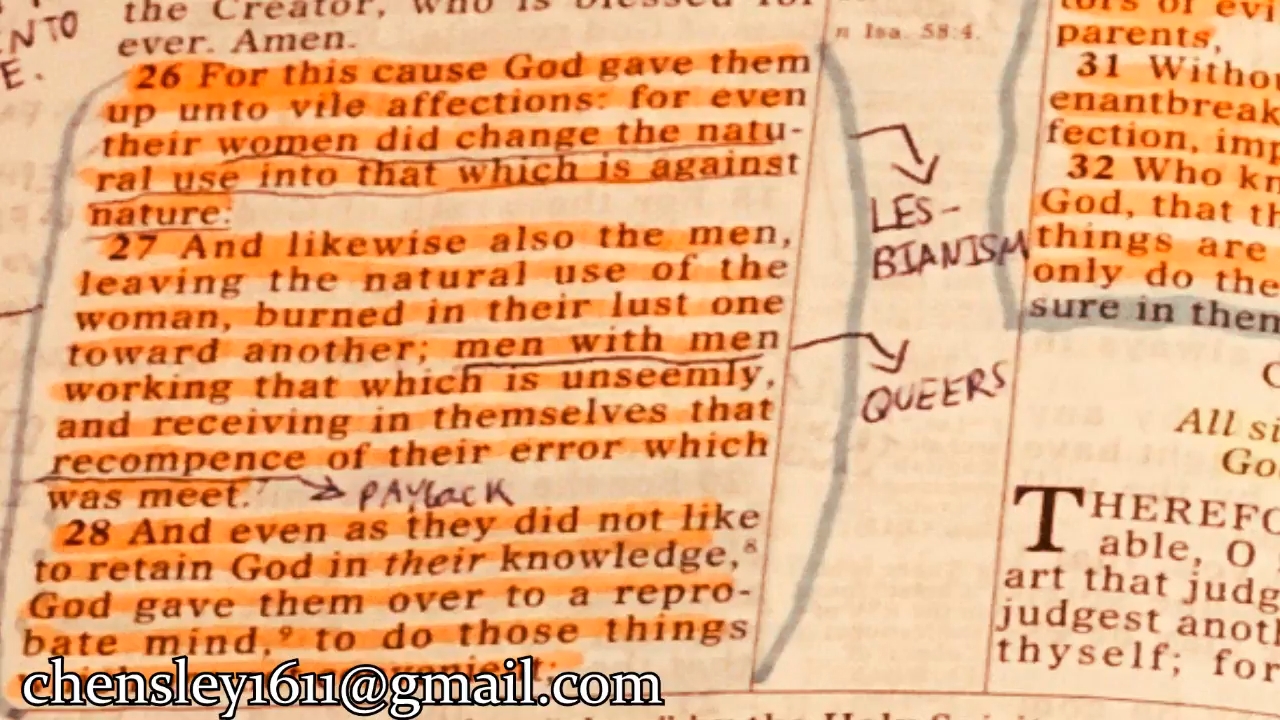 NTO
E.
the Creator, who is blessed for
ever. Amen.
26 For this cause God gave them
up unto vile affections: for even
their women did change the natu-
ral use into that which is against
nature:
27 And likewise also the men,
leaving the natural use of the
woman, burned in their lust one
toward another; men with men
working that which is unseemly,
and receiving in themselves that
recompence of their error which
was meet.
PAYBACK
28 And even as they did not like
to retain God in their knowledge,⁸
God gave them over to a repro-
bate mind,⁹ to do those things
n Isa. 58:4.
LES-
BIANISM
QUEERS
parents,
31 Witho
enantbreak
fection, imp
32 Who kn
God, that th
things are
only do the
sure in them
All si
Go
THEREFO
able, O
art that judg
judgest anoth
thyself; for
chensley1611@gmail.com